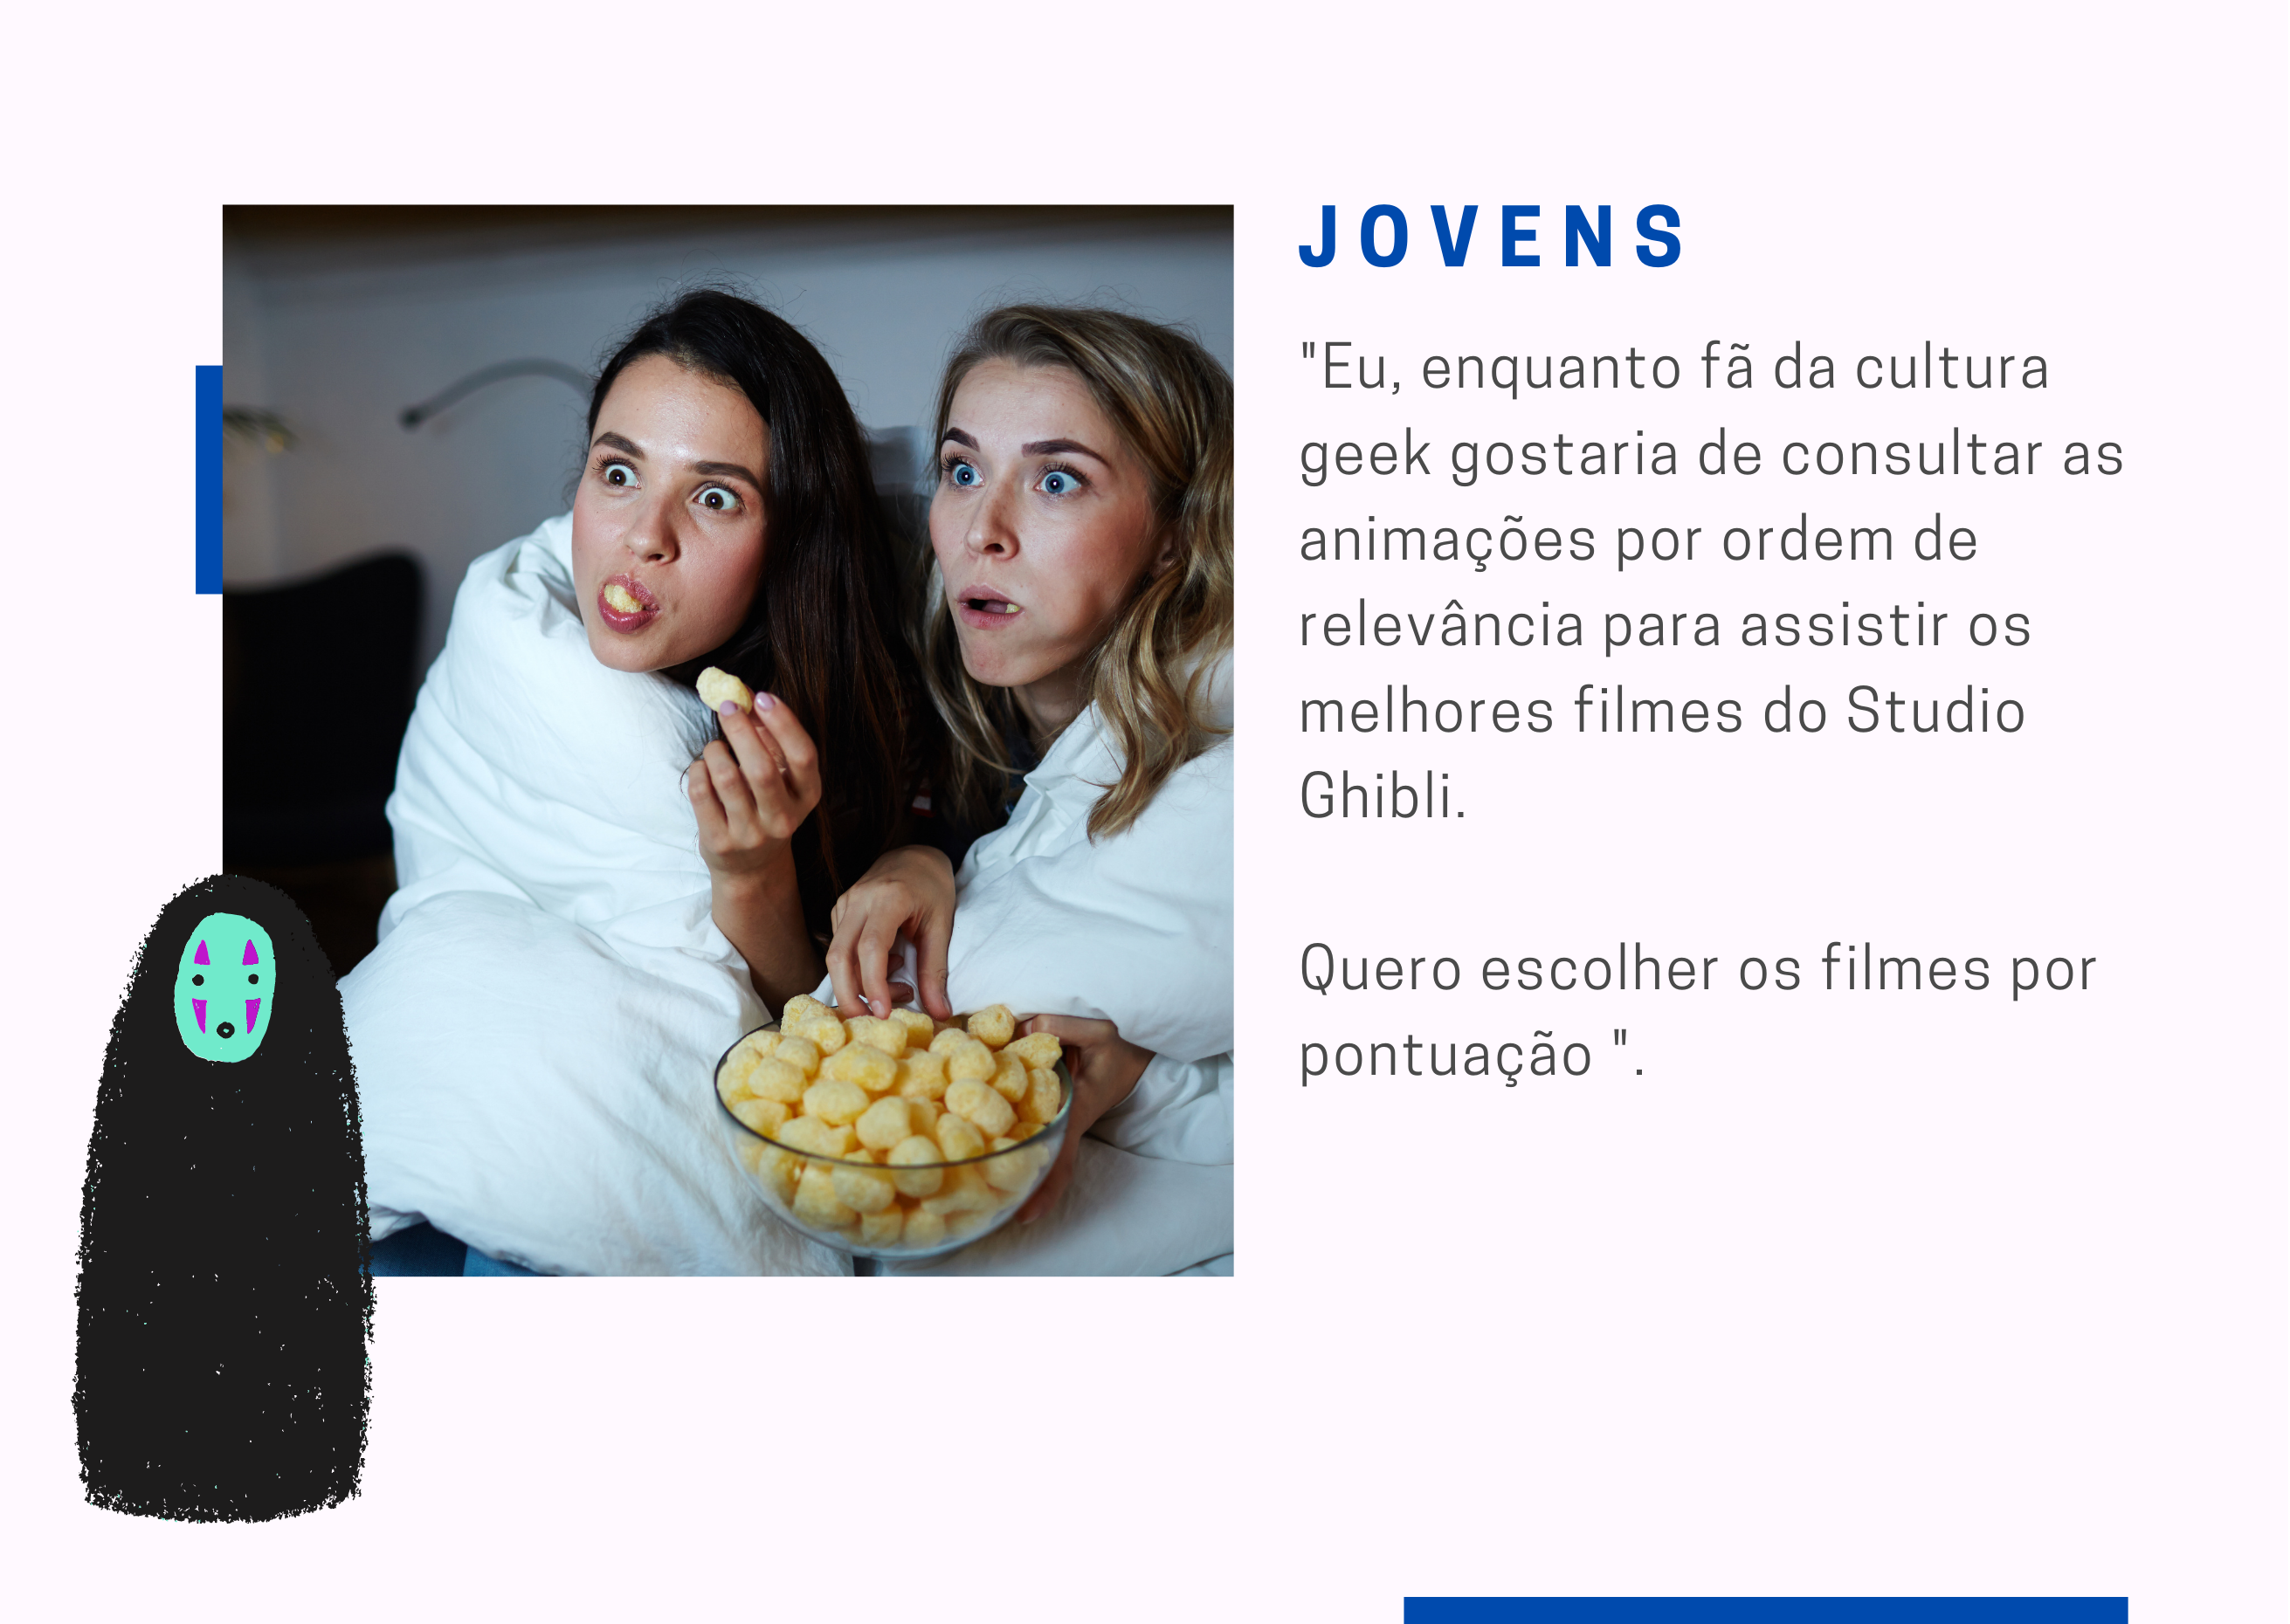 JOVENS
"Eu, enquanto fã da cultura
geek gostaria de consultar as
animações por ordem de
relevância para assistir os
melhores filmes do Studio
Ghibli.
Quero escolher os filmes por
pontuação ".